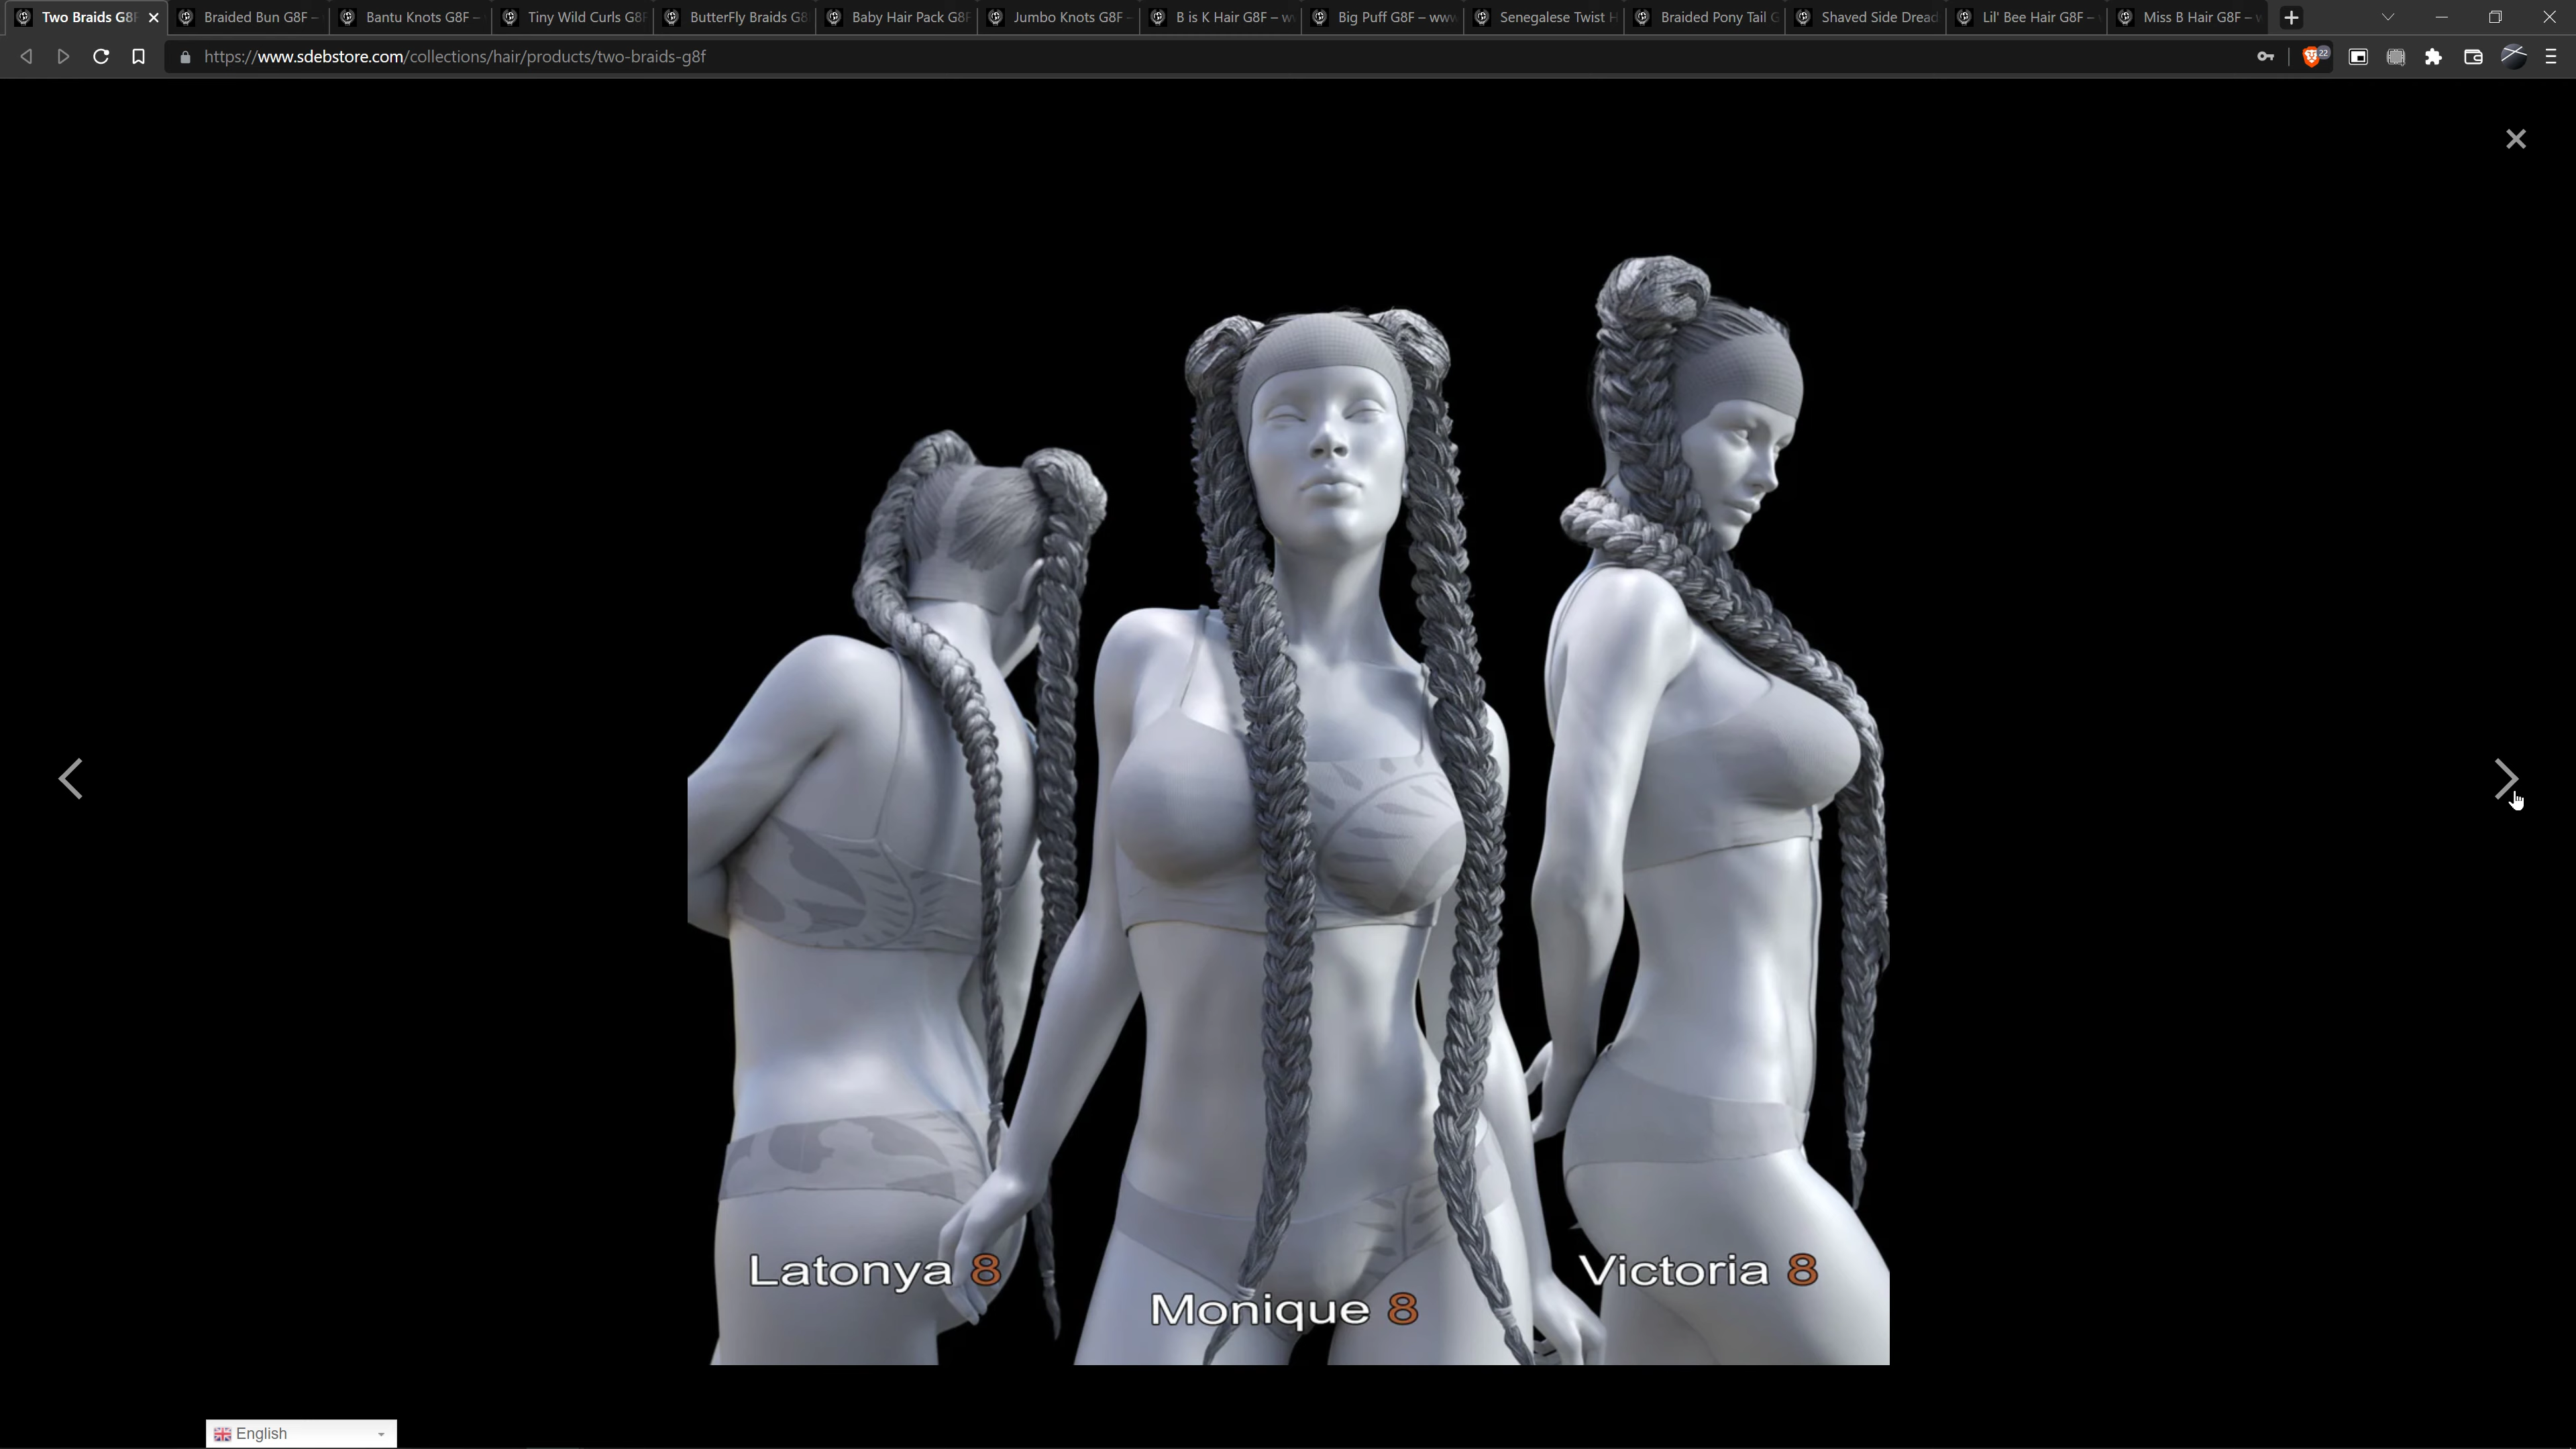 Two Braids G8F
Braided Bun G8F –
Bantu Knots G8F –
Tiny Wild Curls G8F
ButterFly Braids G8
Baby Hair Pack G8F
Jumbo Knots G8F –
B is K Hair G8F – w
Big Puff G8F – www
Senegalese Twist H
Braided Pony Tail G
Shaved Side Dread
Lil' Bee Hair G8F –
Miss B Hair G8F – w
https://www.sdebstore.com/collections/hair/products/two-braids-g8f
22
Latonya 8
Monique 8
Victoria 8
English